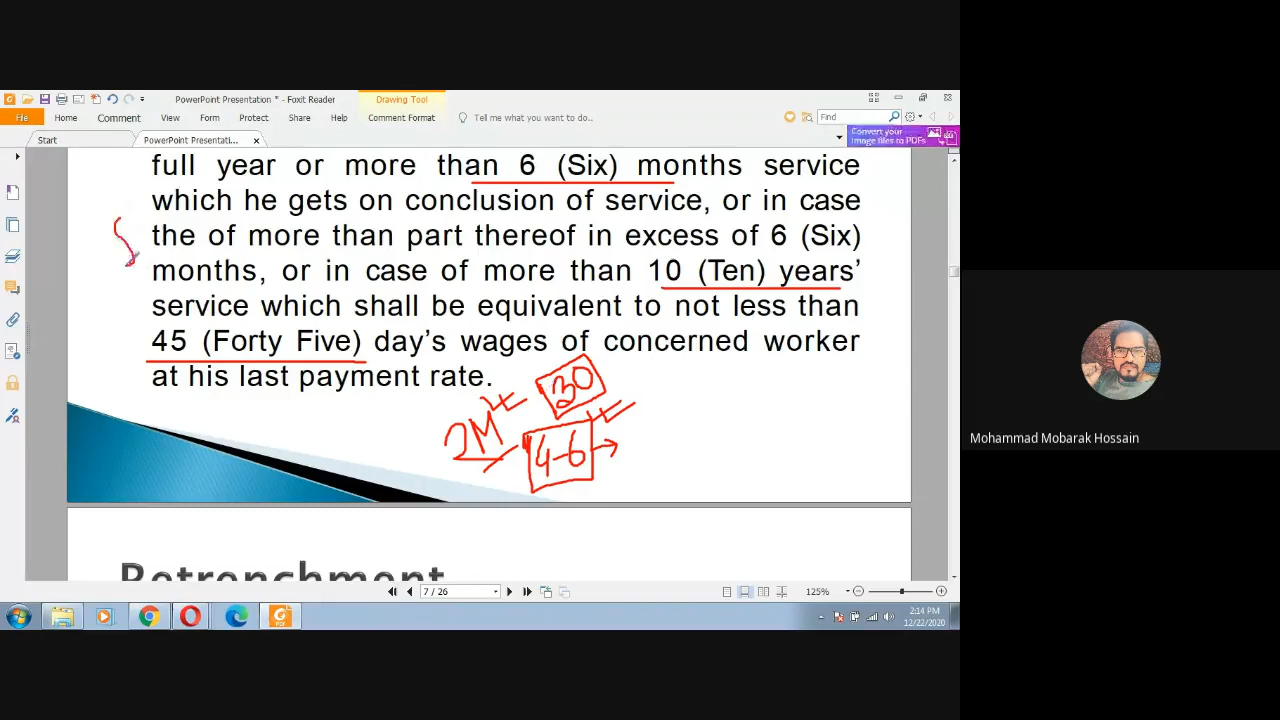 PowerPoint Presentation * - Foxit Reader
Drawing Tool
File Home Comment View Form Protect Share Help Comment Format Tell me what you want to do.. Find
Start PowerPoint Presentati...
Convert your image files to PDFs
full year or more than 6 (Six) months service
which he gets on conclusion of service, or in case
the of more than part thereof in excess of 6 (Six)
months, or in case of more than 10 (Ten) years’
service which shall be equivalent to not less than
45 (Forty Five) day’s wages of concerned worker
at his last payment rate.
30
2M
4-6
Retrenchment
Mohammad Mobarak Hossain
7 / 26
125%
2:14 PM
12/22/2020